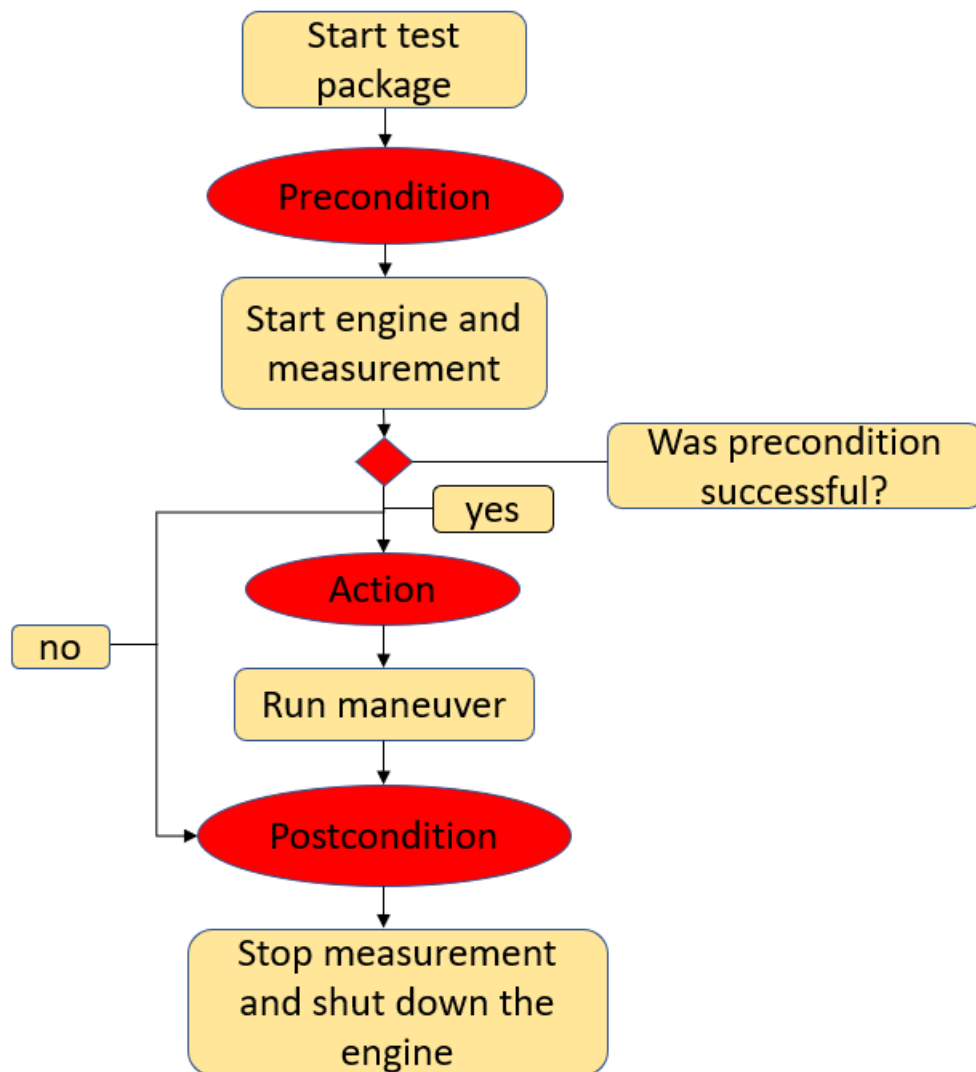 Start test
package
Precondition
Start engine and
measurement
Was precondition
successful?
yes
Action
no
Run maneuver
Postcondition
Stop measurement
and shut down the
engine